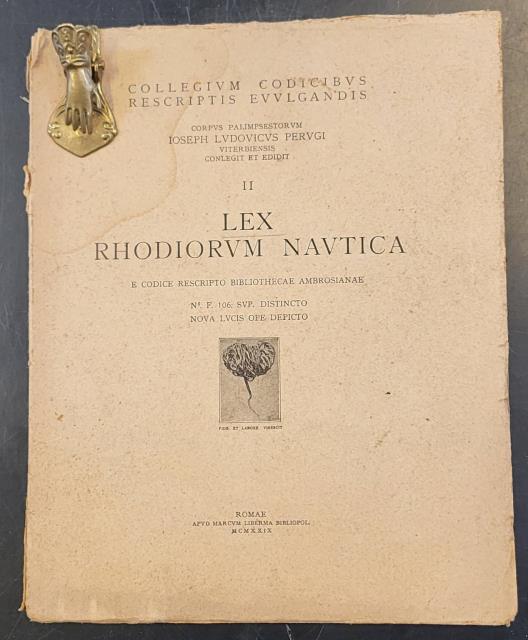 COLLEGIVM CODICIBVS
RESCRIPTIS EVVLGANDIS
CORPVS PALIMPSESTORVM
IOSEPH LVDOVICVS PERVGI
VITERBIENSIS
CONLEGIT ET EDIDIT
II
LEX
RHODIORVM NAVTICA
E CODICE RESCRIPTO BIBLIOTHECAE AMBROSIANAE
Nº. F. 106. SVP. DISTINCTO
NOVA LVCIS OPE DEPICTO
ET LABORE VIRESCIT
ROMAE
APVD MARCVM LIBERMA BIBLIOPOL.
MCMXXIX